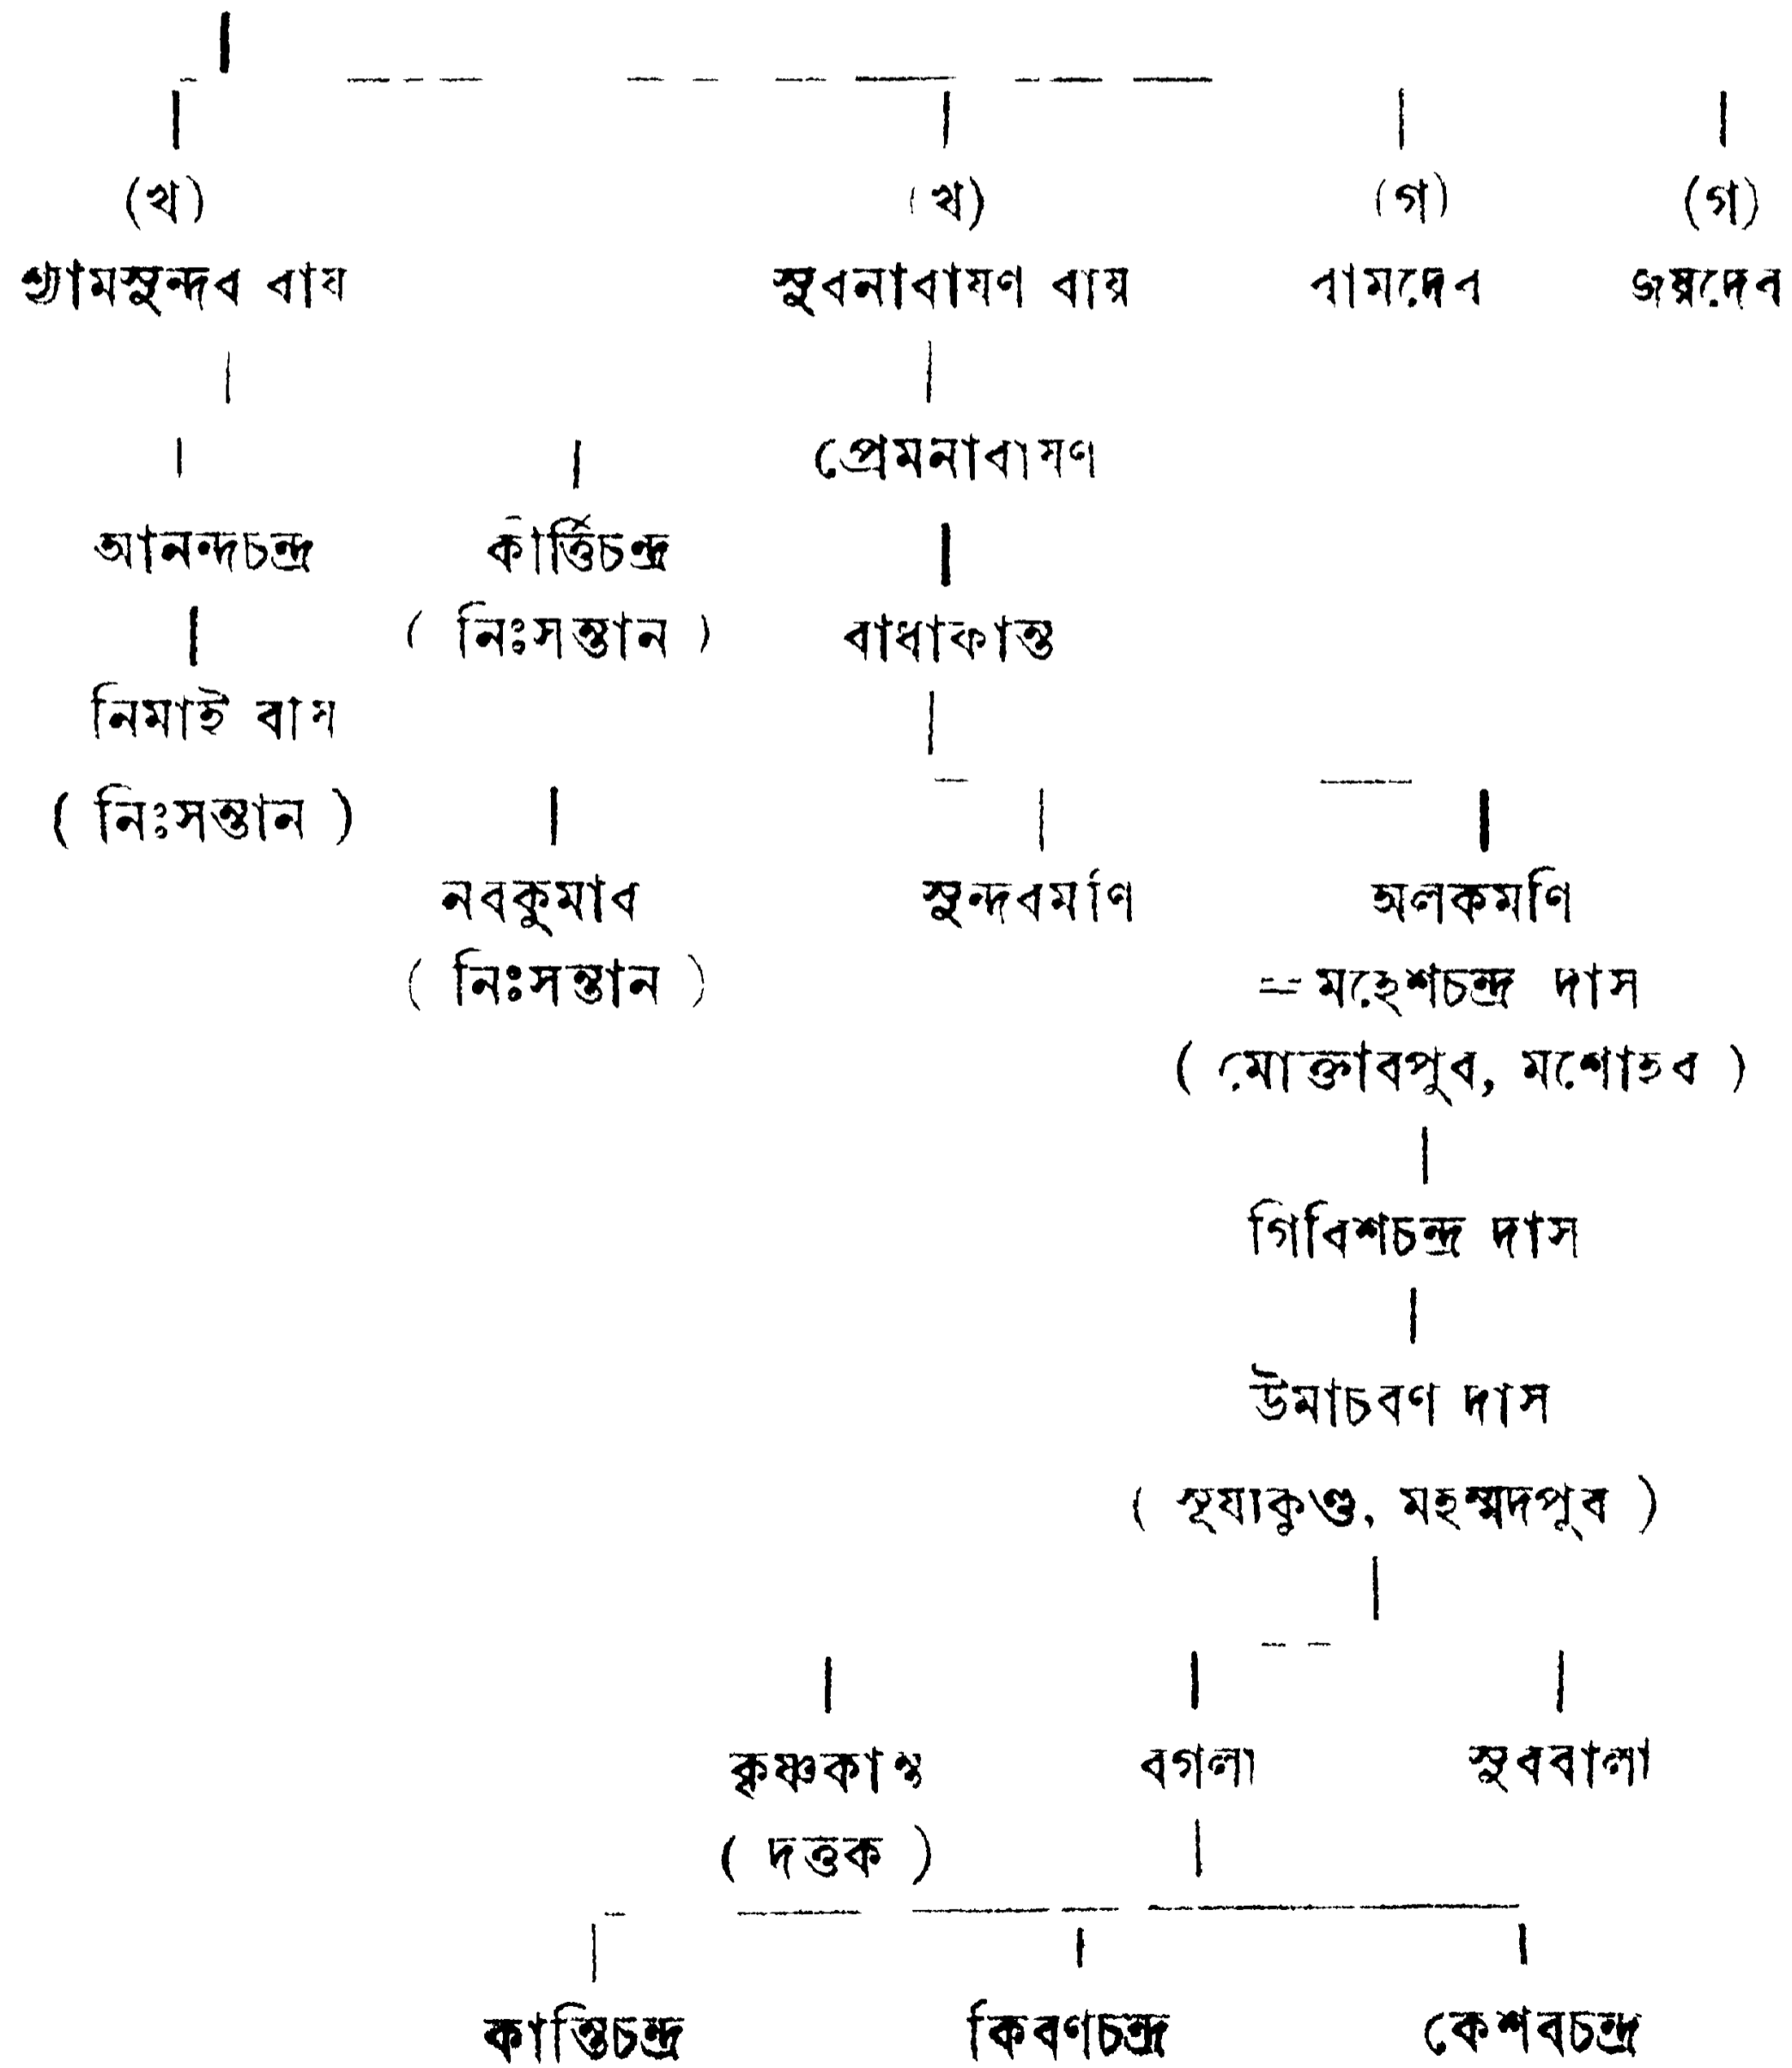 (খ) (খ) (গ) (গ)
শ্যামসুন্দর রায় সুরনারায়ণ রায় রামদেব জয়দেব
প্রেমনারায়ণ
আনন্দচন্দ্র কীর্ত্তিচন্দ্র
( নিঃসন্তান ) রাধাকান্ত
নিমাই রায়
( নিঃসন্তান )
নবকুমার সুন্দরমণি অলকমণি
( নিঃসন্তান ) = মহেশচন্দ্র দাস
( মোক্তারপুর, যশোহর )
গিরিশচন্দ্র দাস
উমাচরণ দাস
( সূর্য্যকুণ্ড, মহম্মদপুর )
কৃষ্ণকান্ত বগলা সুরবালা
( দত্তক )
কান্তিচন্দ্র কিরণচন্দ্র কেশবচন্দ্র